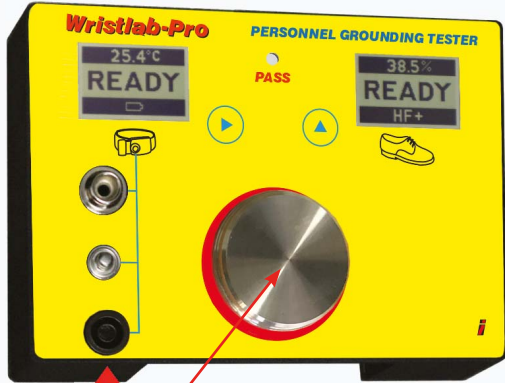 Wristlab-Pro
PERSONNEL GROUNDING TESTER
25.4°C
READY
PASS
38.5%
READY
HF+
i